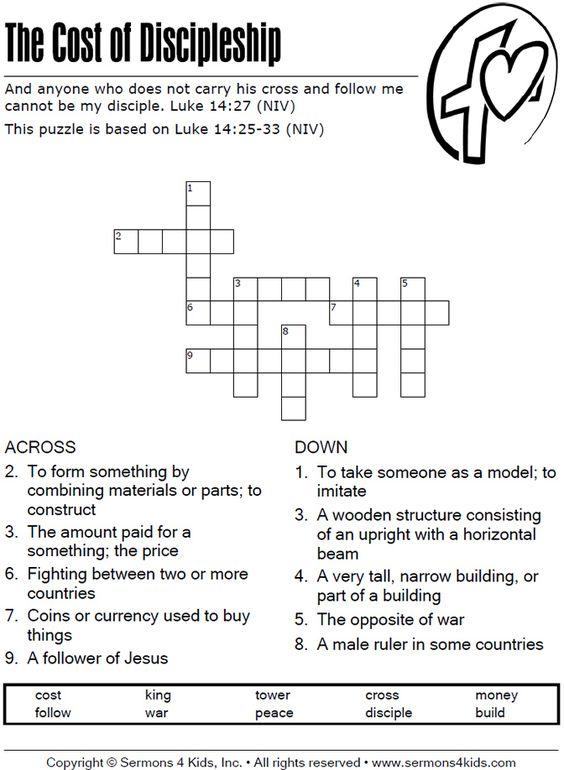 The Cost of Discipleship
And anyone who does not carry his cross and follow me
cannot be my disciple. Luke 14:27 (NIV)
This puzzle is based on Luke 14:25-33 (NIV)
1
2
3 4 5
6 7
8
9
ACROSS
2. To form something by
combining materials or parts; to
construct
3. The amount paid for a
something; the price
6. Fighting between two or more
countries
7. Coins or currency used to buy
things
9. A follower of Jesus
DOWN
1. To take someone as a model; to
imitate
3. A wooden structure consisting
of an upright with a horizontal
beam
4. A very tall, narrow building, or
part of a building
5. The opposite of war
8. A male ruler in some countries
cost king tower cross money
follow war peace disciple build
Copyright © Sermons 4 Kids, Inc. • All rights reserved • www.sermons4kids.com